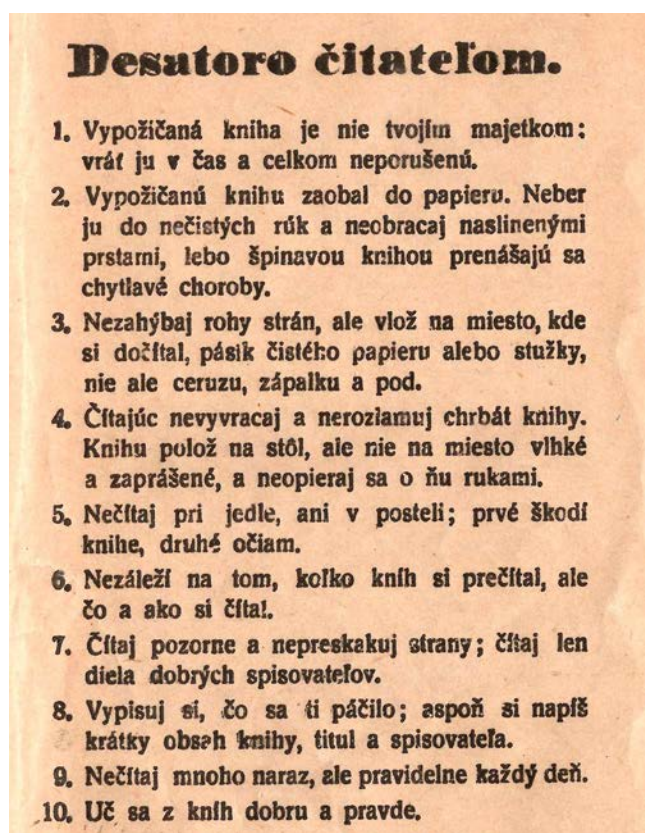 Desatoro čitateľom.
1. Vypožičaná kniha je nie tvojím majetkom;
vráť ju v čas a celkom neporušenú.
2. Vypožičanú knihu zaobal do papieru. Neber
ju do nečistých rúk a neobracaj naslinenými
prstami, lebo špinavou knihou prenášajú sa
chytlavé choroby.
3. Nezahýbaj rohy strán, ale vlož na miesto, kde
si dočítal, pásik čistého papieru alebo stužky,
nie ale ceruzu, zápalku a pod.
4. Čítajúc nevyvracaj a nerozlamuj chrbát knihy.
Knihu polož na stôl, ale nie na miesto vlhké
a zaprášené, a neopieraj sa o ňu rukami.
5. Nečítaj pri jedle, ani v posteli; prvé škodí
knihe, druhé očiam.
6. Nezáleží na tom, koľko kníh si prečítal, ale
čo a ako si čítal.
7. Čítaj pozorne a nepreskakuj strany; čítaj len
diela dobrých spisovateľov.
8. Vypisuj si, čo sa ti páčilo; aspoň si napíš
krátky obsah knihy, titul a spisovateľa.
9. Nečítaj mnoho naraz, ale pravidelne každý deň.
10. Uč sa z kníh dobru a pravde.